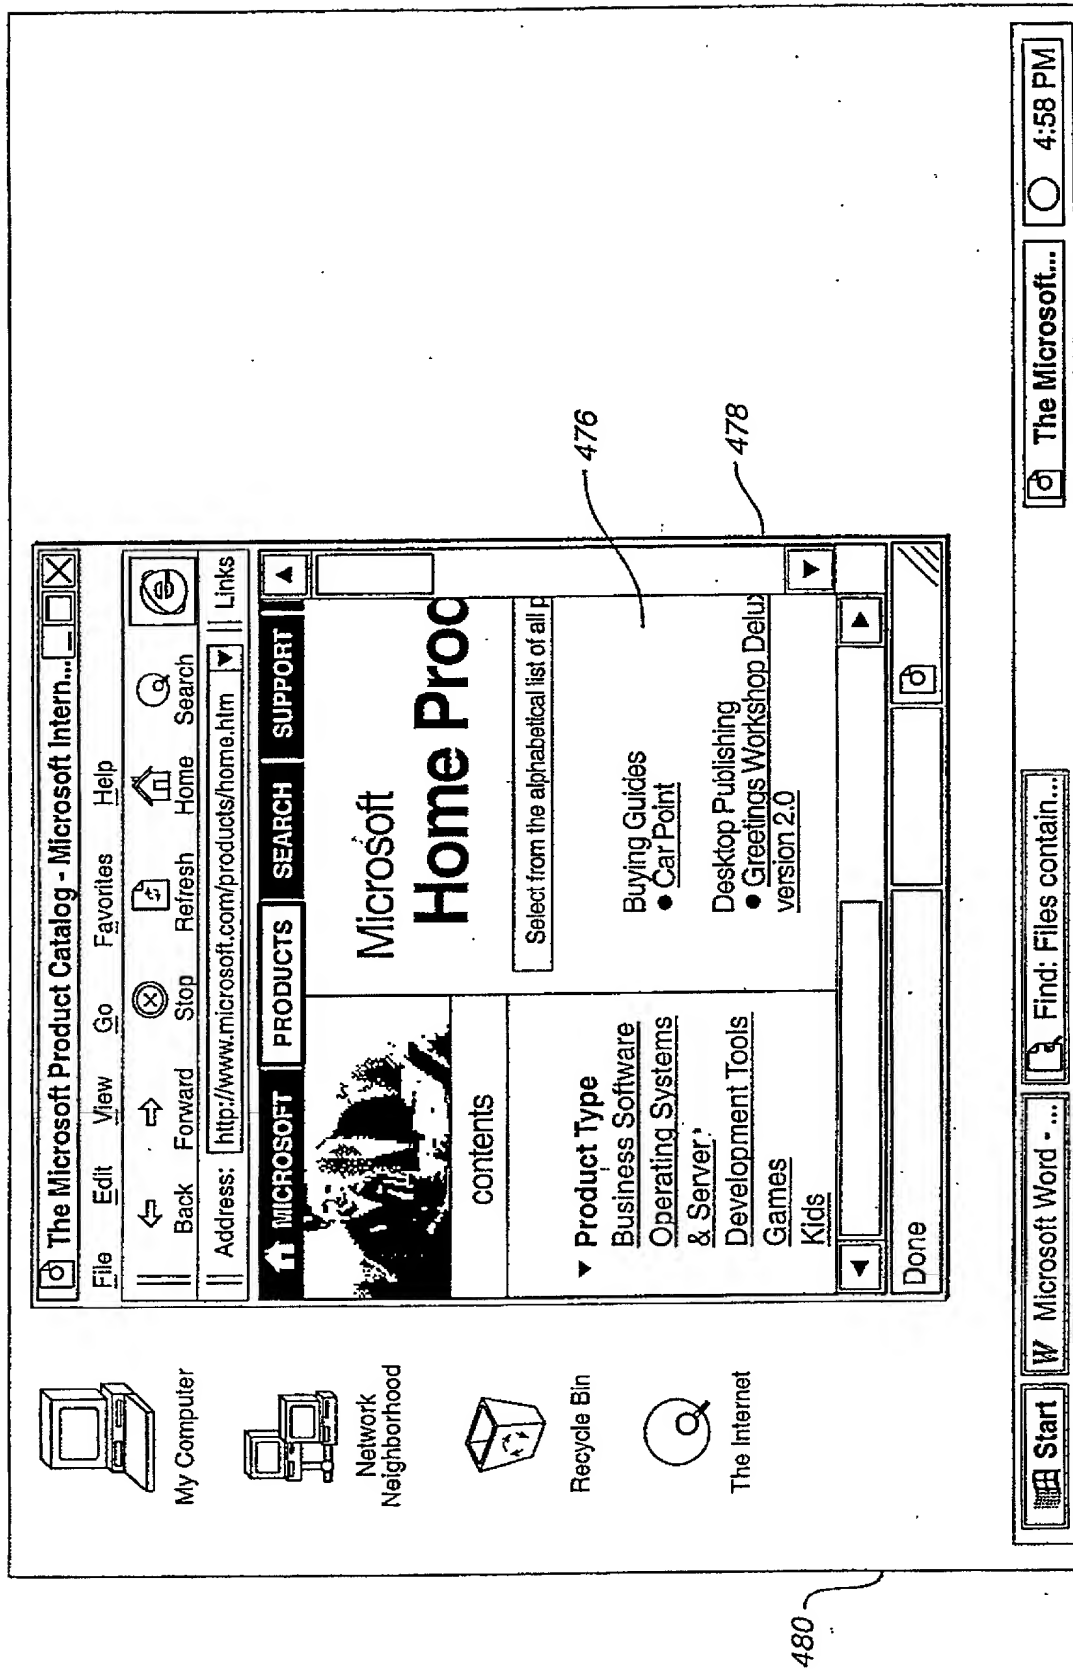 The Microsoft Product Catalog - Microsoft Intern...
File Edit View Go Favorites Help
Back Forward Stop Refresh Home Search
Address: http://www.microsoft.com/products/home.htm Links
MICROSOFT PRODUCTS SEARCH SUPPORT
Microsoft
Home Prod
Select from the alphabetical list of all p
contents
Product Type
Business Software
Operating Systems
& Server
Development Tools
Games
Kids
Buying Guides
• Car Point
Desktop Publishing
• Greetings Workshop Delux
version 2.0
Done
My Computer
Network
Neighborhood
Recycle Bin
The Internet
476
478
480
Start W Microsoft Word - ... Find: Files contain... The Microsoft... 4:58 PM